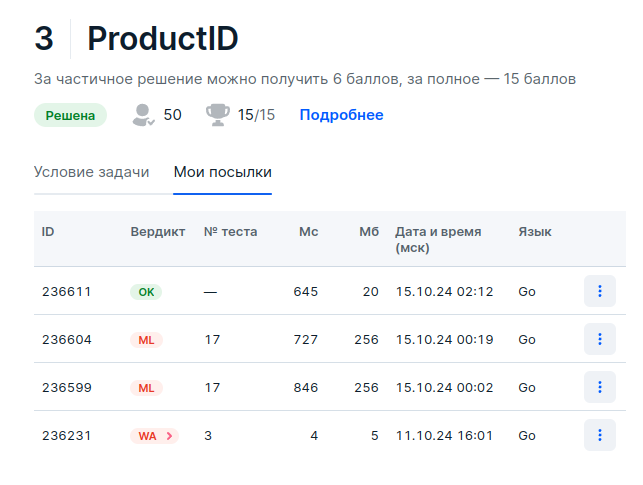 3 ProductID
За частичное решение можно получить 6 баллов, за полное — 15 баллов
Решена 50 15/15 Подробнее
Условие задачи Мои посылки
ID Вердикт № теста Мс Мб Дата и время (мск) Язык
236611 OK — 645 20 15.10.24 02:12 Go
236604 ML 17 727 256 15.10.24 00:19 Go
236599 ML 17 846 256 15.10.24 00:02 Go
236231 WA 3 4 5 11.10.24 16:01 Go